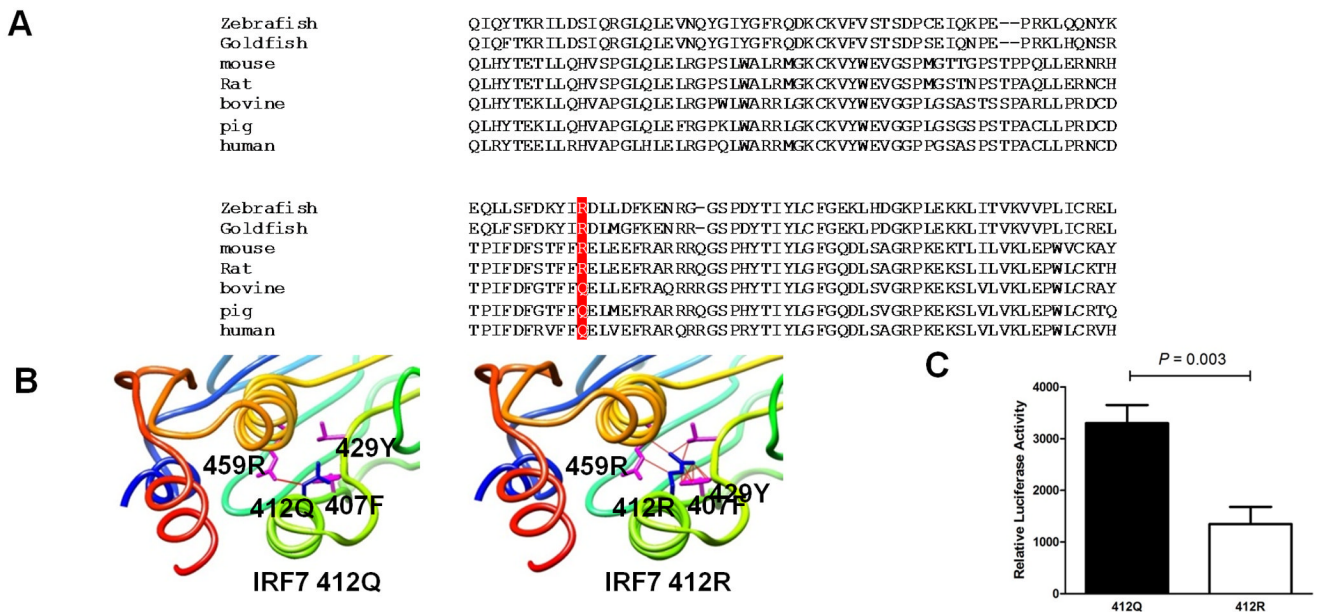 A
Zebrafish QIQYTKRILDSIQRGLQLEVNQYGIYGFRQDKCKVFVSTSDPCEIQKPE--PRKLQQNYK
Goldfish QIQFTKRILDSIQRGLQLEVNQYGIYGFRQDKCKVFVSTSDPSEIQNPE--PRKLHQNSR
mouse QLHYTETLLQHVSPGLQLELRGPSLWALRMGKCKVYWEVGSPMGTTGPSTPPQLLERNRH
Rat QLHYTETLLQHVSPGLQLELRGPSLWALRMGKCKVYWEVGSPMGSTNPSTPAQLLERNCH
bovine QLHYTEKLLQHVAPGLQLELRGPWLWARRLGKCKVYWEVGGPLGSASTSSPARLLPRDCD
pig QLHYTEKLLQHVAPGLQLEFRGPKLWARRLGKCKVYWEVGGPLGSGSPSTPACLLPRDCD
human QLRYTEELLRHVAPGLHLELRGPQLWARRMGKCKVYWEVGGPPGSASPSTPACLLPRNCD
Zebrafish EQLLSFDKYIRDLLDFKENRG-GSPDYTIYLCFGEKLHDGKPLEKKLITVKVVPLICREL
Goldfish EQLFSFDKYIRDLMGFKENRR-GSPDYTIYLCFGEKLPDGKPLEKKLITVKVVPLICREL
mouse TPIFDFSTFFRELEEFRARRRQGSPHYTIYLGFGQDLSAGRPKEKTLILVKLEPWVCKAY
Rat TPIFDFSTFFRELEEFRARRRQGSPHYTIYLGFGQDLSAGRPKEKSLILVKLEPWLCKTH
bovine TPIFDFGTFFQELLEFRAQRRRGSPHYTIYLGFGQDLSAGRPKEKSLVLVKLEPWLCRAY
pig TPIFDFGTFFQELMEFRARRRQGSPHYTIYLGFGQDLSVGRPKEKSLVLVKLEPWLCRTQ
human TPIFDFRVFFQELVEFRARQRRGSPRYTIYLGFGQDLSAGRPKEKSLVLVKLEPWLCRVH
B
459R 429Y
412Q 407F
IRF7 412Q
459R 429Y
412R 407F
IRF7 412R
C
P = 0.003
Relative Luciferase Activity
4000
3000
2000
1000
0
412Q 412R